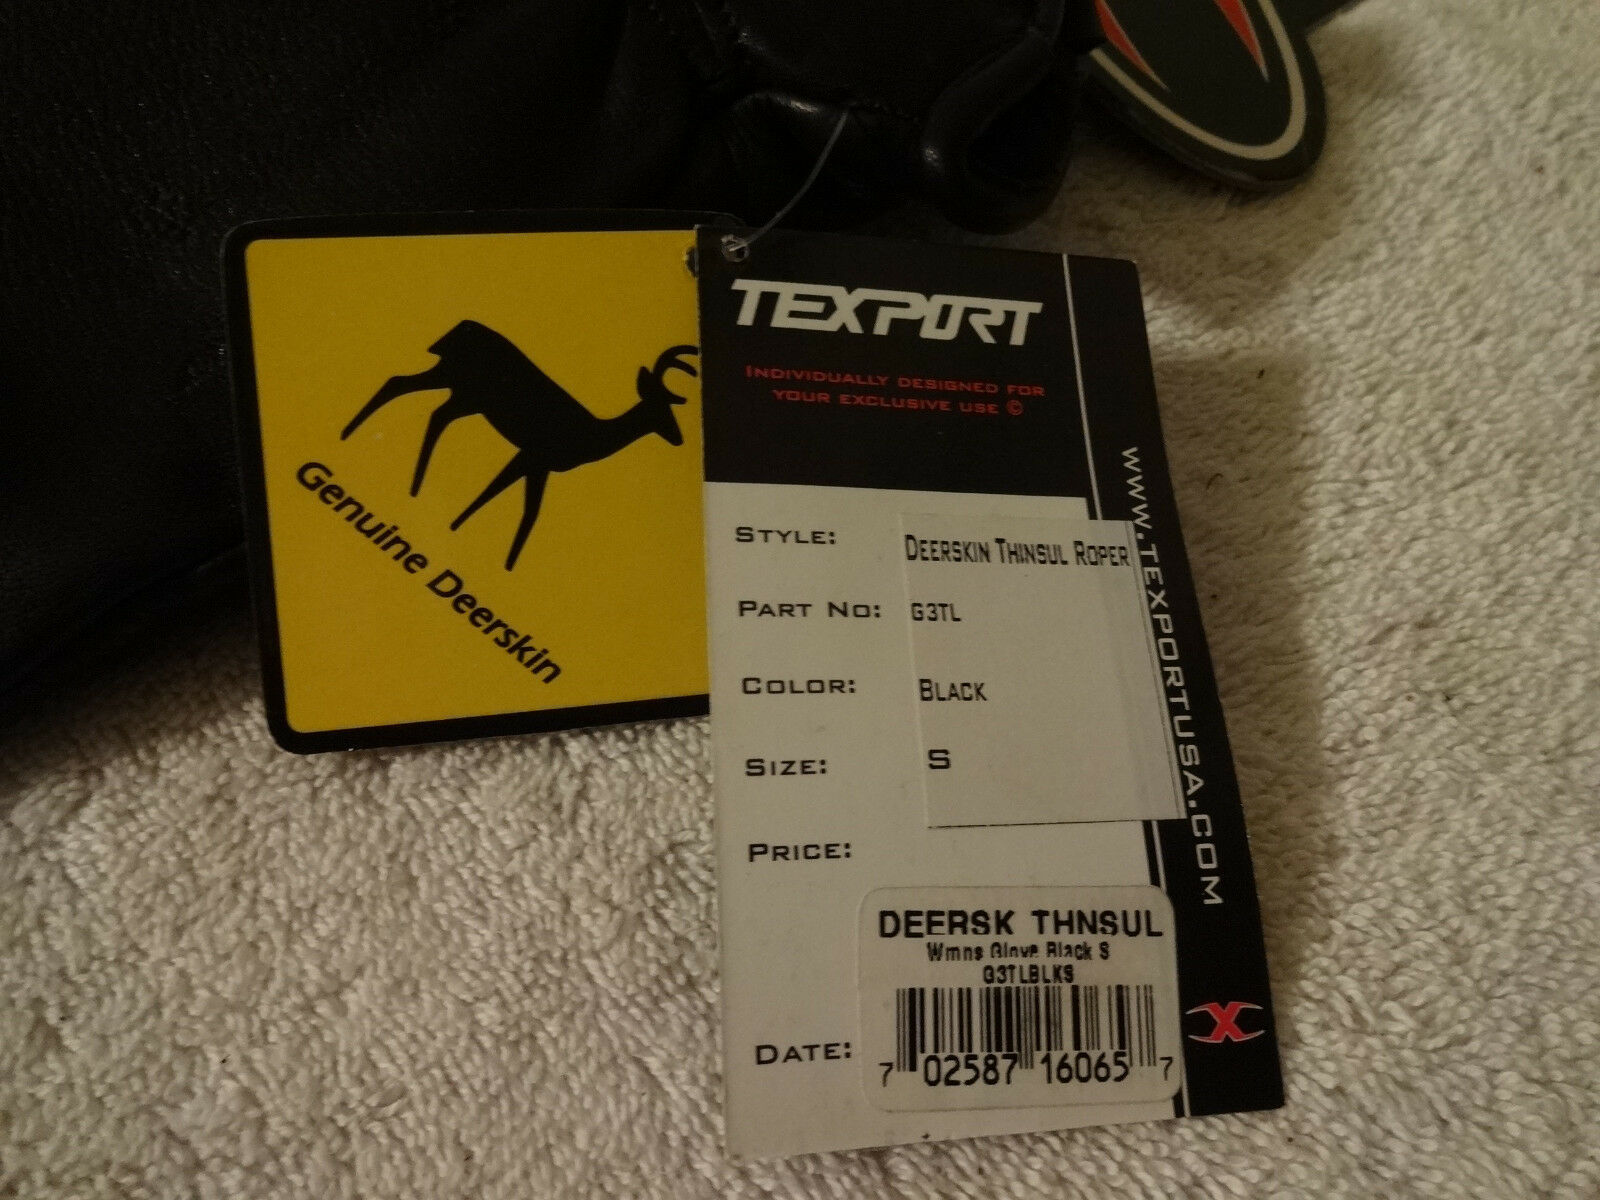 Genuine Deerskin
TEXPORT
INDIVIDUALLY DESIGNED FOR
YOUR EXCLUSIVE USE ©
STYLE: DEERSKIN THINSUL ROPER
PART NO: G3TL
COLOR: BLACK
SIZE: S
PRICE:
DATE:
DEERSK THNSUL
Wmns Glove Black S
G3TLBLKS
7 02587 16065 7
WWW.TEXPORTUSA.COM
X